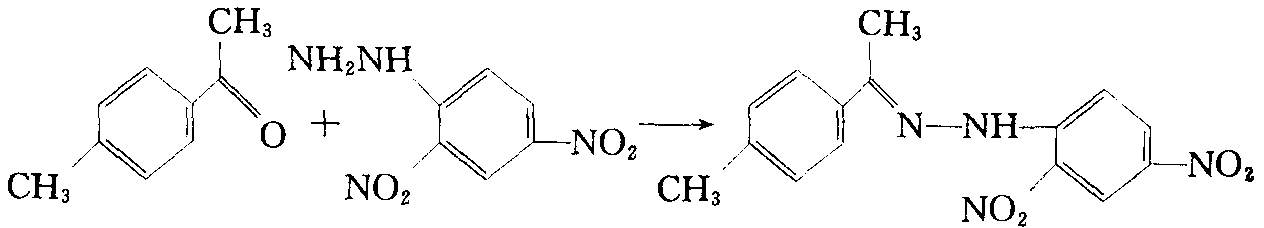 CH₃
NH₂NH
O
+
NO₂
NO₂
CH₃
CH₃
N—NH
NO₂
NO₂
CH₃